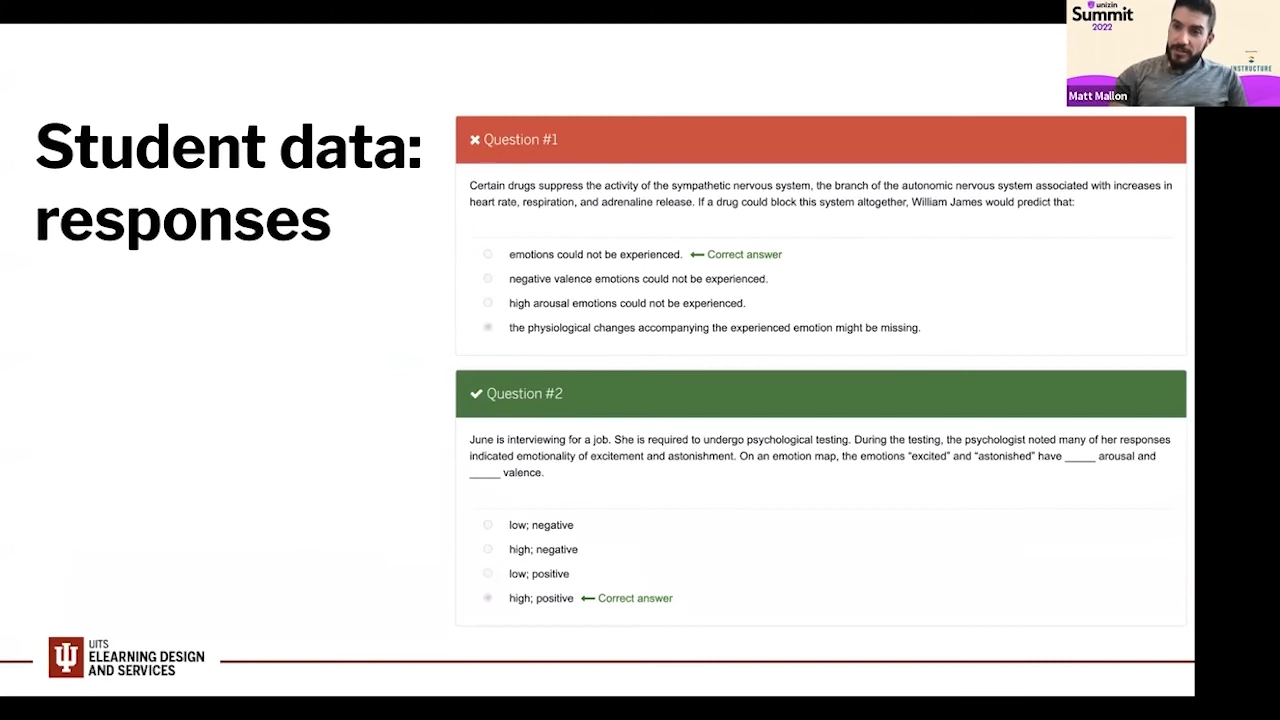 unizin
Summit
2022
INSTRUCTURE
Matt Mallon
Student data:
responses
✖ Question #1
Certain drugs suppress the activity of the sympathetic nervous system, the branch of the autonomic nervous system associated with increases in
heart rate, respiration, and adrenaline release. If a drug could block this system altogether, William James would predict that:
emotions could not be experienced. ← Correct answer
negative valence emotions could not be experienced.
high arousal emotions could not be experienced.
the physiological changes accompanying the experienced emotion might be missing.
✔ Question #2
June is interviewing for a job. She is required to undergo psychological testing. During the testing, the psychologist noted many of her responses
indicated emotionality of excitement and astonishment. On an emotion map, the emotions “excited” and “astonished” have _____ arousal and
_____ valence.
low; negative
high; negative
low; positive
high; positive ← Correct answer
UITS
ELEARNING DESIGN
AND SERVICES